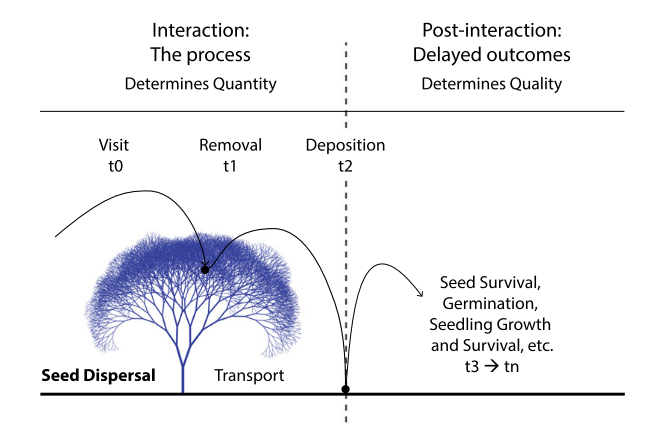 Interaction:
The process
Determines Quantity
Post-interaction:
Delayed outcomes
Determines Quality
Visit
t0
Removal
t1
Deposition
t2
Seed Survival,
Germination,
Seedling Growth
and Survival, etc.
t3 → tn
Seed Dispersal
Transport